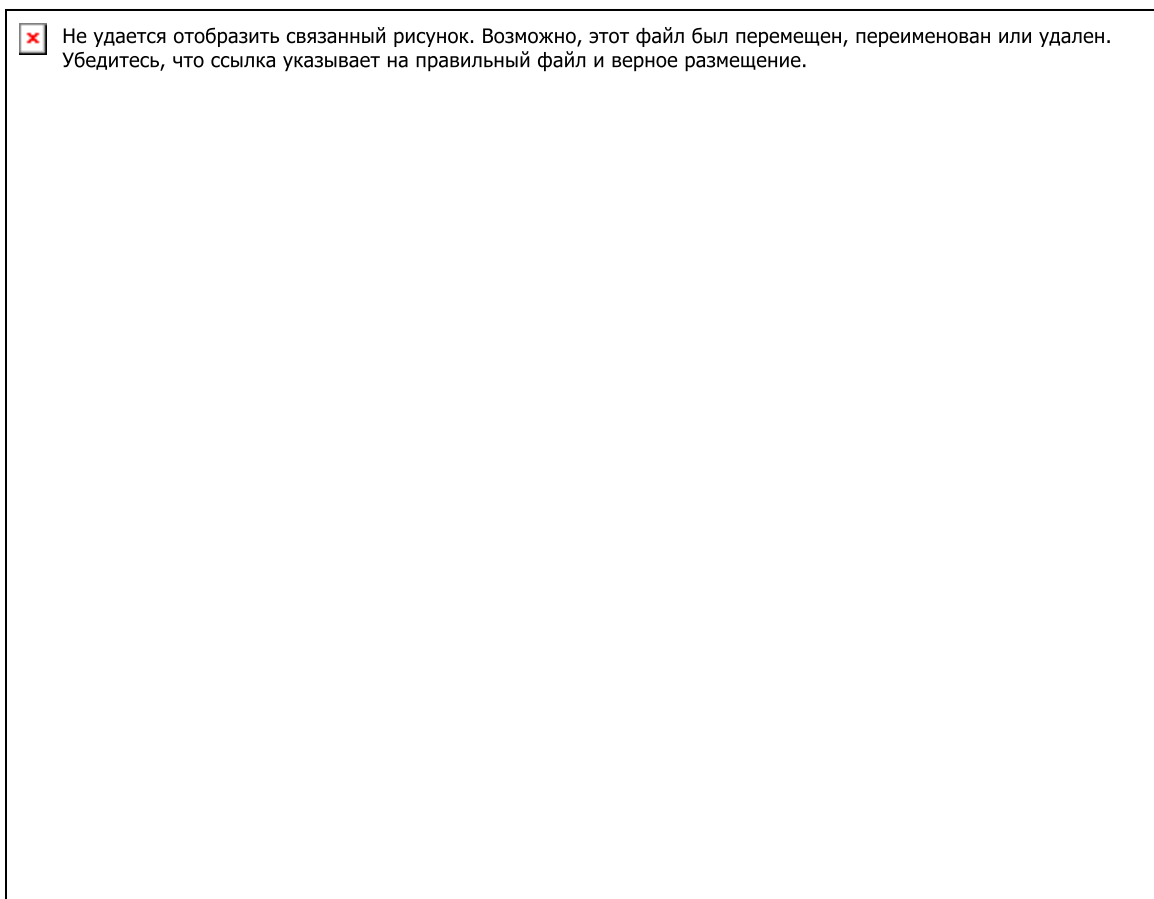 Не удается отобразить связанный рисунок. Возможно, этот файл был перемещен, переименован или удален.
Убедитесь, что ссылка указывает на правильный файл и верное размещение.